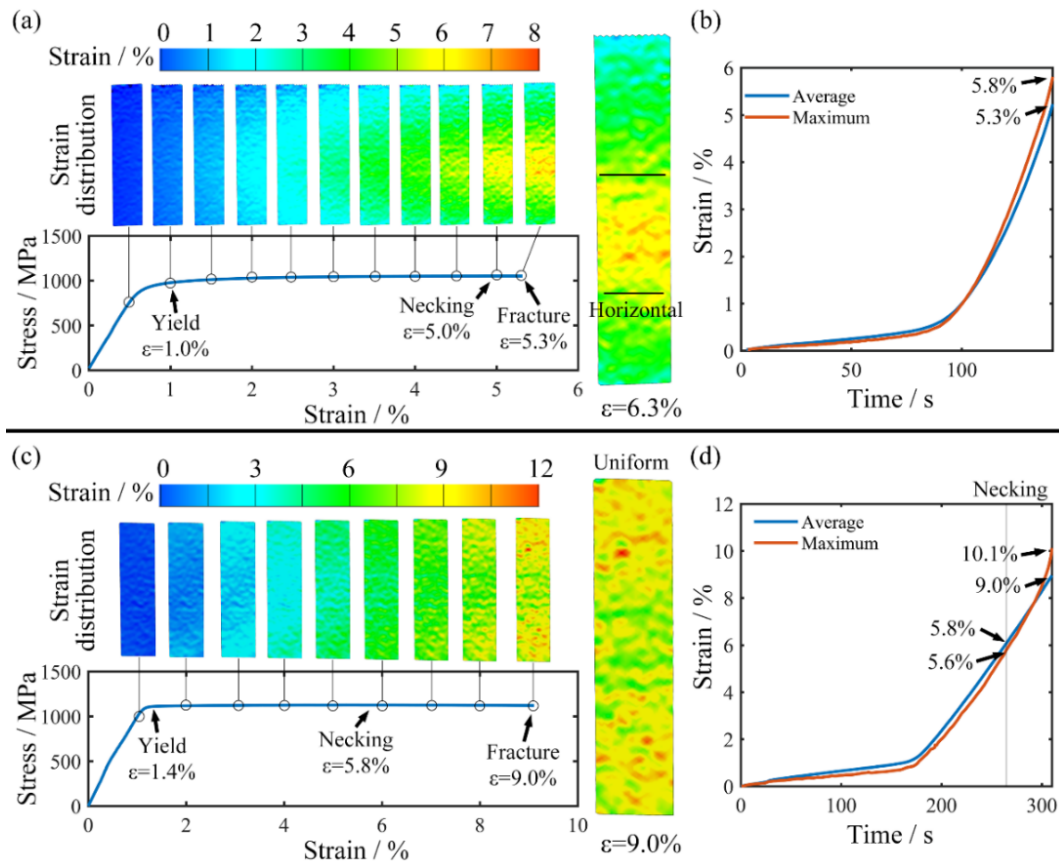 (a)
Strain / %
0 1 2 3 4 5 6 7 8
Strain
distribution
1500
1000
500
0
Stress / MPa
Yield
ε=1.0%
Necking
ε=5.0%
Fracture
ε=5.3%
0 1 2 3 4 5 6
Strain / %
Horizontal
ε=6.3%
(b)
6
5
4
3
2
1
0
Strain / %
Average
Maximum
5.8%
5.3%
50 100
Time / s
(c)
Strain / %
0 3 6 9 12
Strain
distribution
1500
1000
500
0
Stress / MPa
Yield
ε=1.4%
Necking
ε=5.8%
Fracture
ε=9.0%
0 2 4 6 8 10
Strain / %
Uniform
ε=9.0%
(d)
Necking
12
10
8
6
4
2
0
Strain / %
Average
Maximum
10.1%
9.0%
5.8%
5.6%
0 100 200 300
Time / s